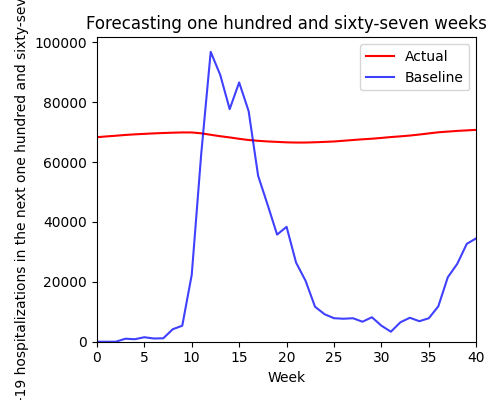 Forecasting one hundred and sixty-seven weeks
-19 hospitalizations in the next one hundred and sixty-sev
100000
80000
60000
40000
20000
0
Actual
Baseline
0 5 10 15 20 25 30 35 40
Week